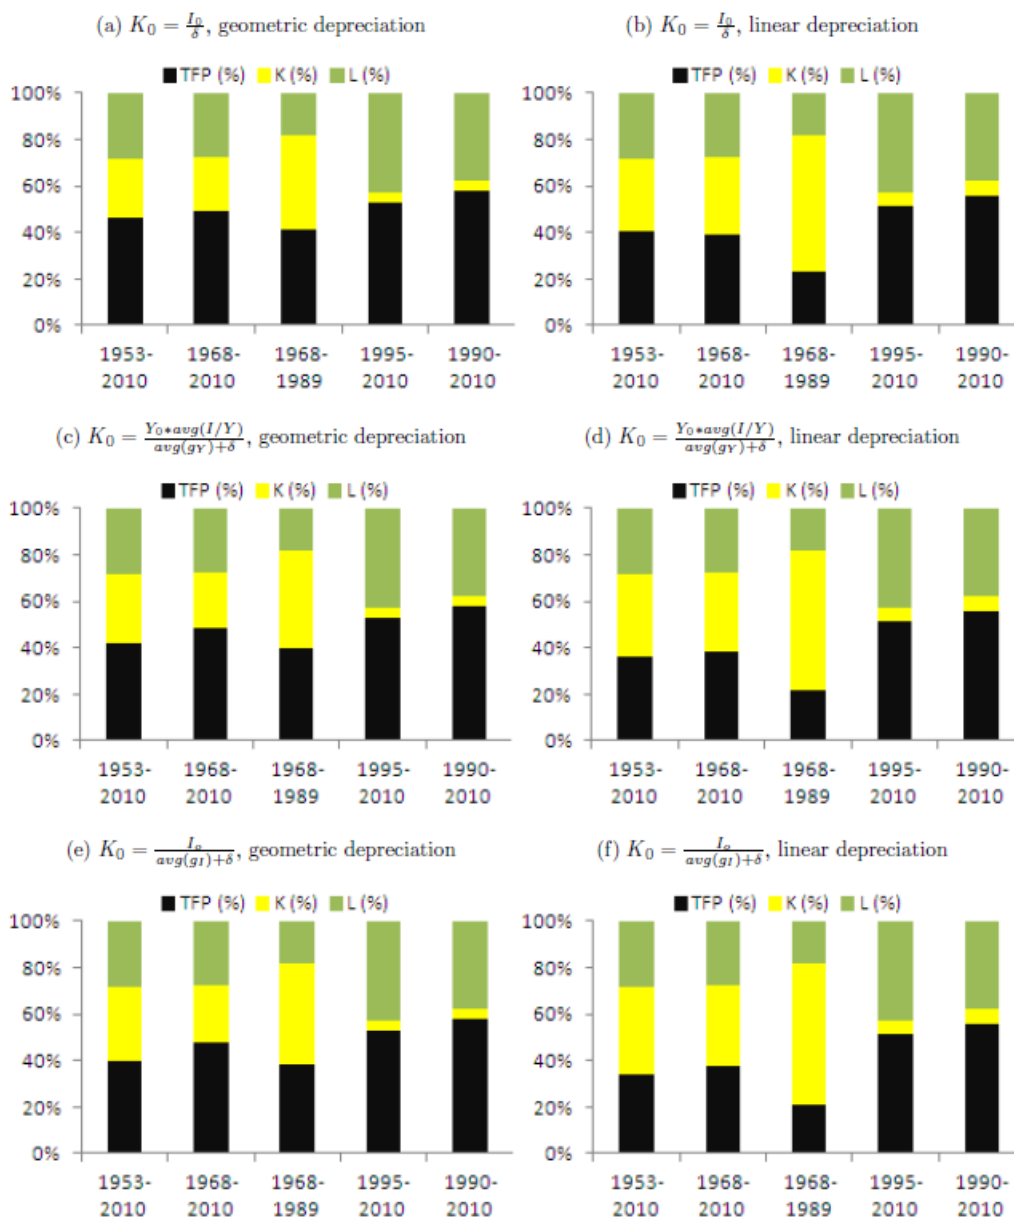 (a) K₀ = I₀/δ, geometric depreciation
(b) K₀ = I₀/δ, linear depreciation
TFP (%) K (%) L (%)
100%
80%
60%
40%
20%
0%
1953-2010 1968-2010 1968-1989 1995-2010 1990-2010
TFP (%) K (%) L (%)
100%
80%
60%
40%
20%
0%
1953-2010 1968-2010 1968-1989 1995-2010 1990-2010
(c) K₀ = Y₀*avg(I/Y)/avg(g_Y)+δ, geometric depreciation
(d) K₀ = Y₀*avg(I/Y)/avg(g_Y)+δ, linear depreciation
TFP (%) K (%) L (%)
100%
80%
60%
40%
20%
0%
1953-2010 1968-2010 1968-1989 1995-2010 1990-2010
TFP (%) K (%) L (%)
100%
80%
60%
40%
20%
0%
1953-2010 1968-2010 1968-1989 1995-2010 1990-2010
(e) K₀ = Iₒ/avg(g_I)+δ, geometric depreciation
(f) K₀ = Iₒ/avg(g_I)+δ, linear depreciation
TFP (%) K (%) L (%)
100%
80%
60%
40%
20%
0%
1953-2010 1968-2010 1968-1989 1995-2010 1990-2010
TFP (%) K (%) L (%)
100%
80%
60%
40%
20%
0%
1953-2010 1968-2010 1968-1989 1995-2010 1990-2010